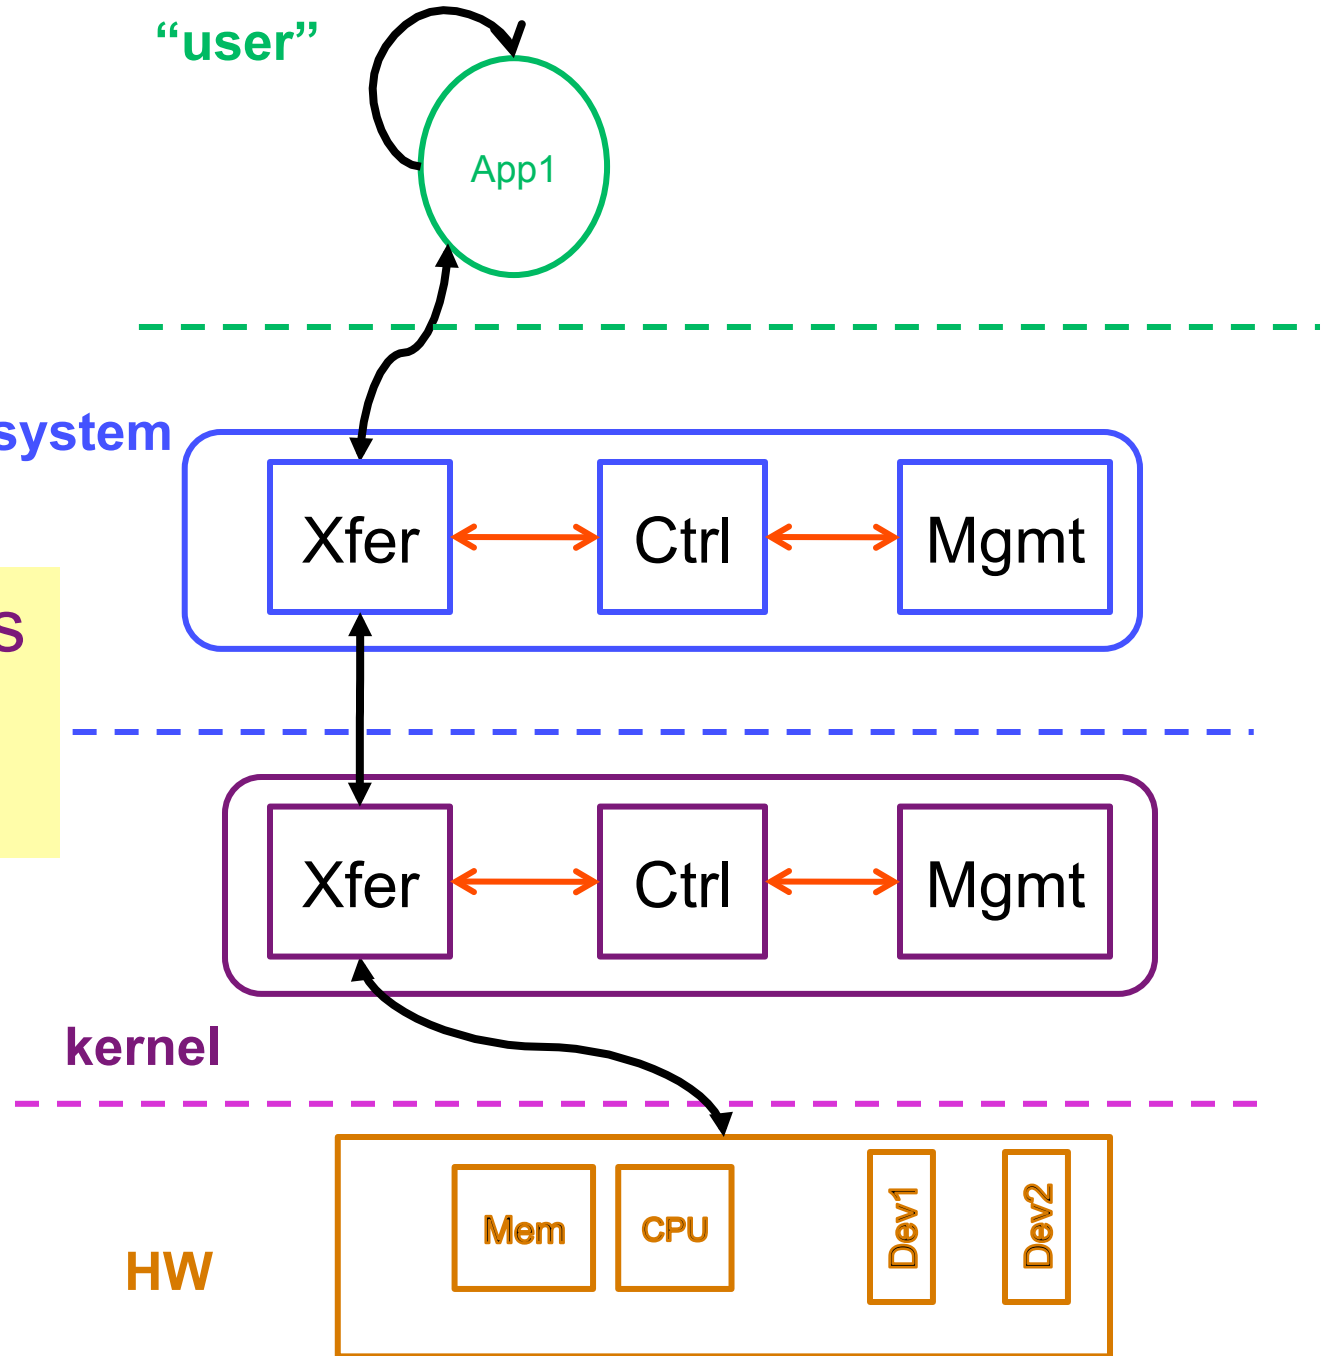 “user”
App1
system
Xfer
Ctrl
Mgmt
S
Xfer
Ctrl
Mgmt
kernel
Mem
CPU
Dev1
Dev2
HW